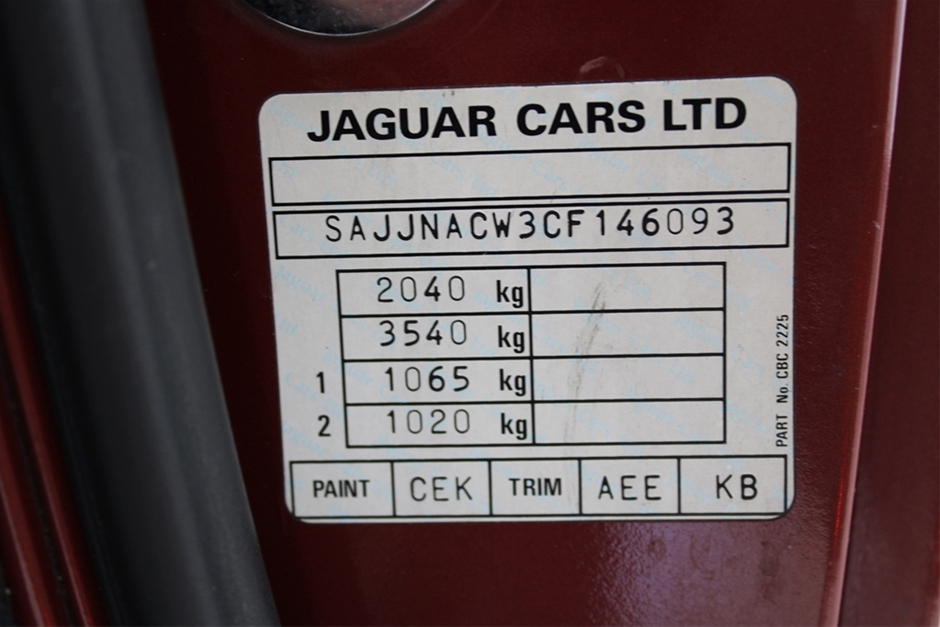 JAGUAR CARS LTD
SAJJNACW3CF146093
2040 kg
3540 kg
1 1065 kg
2 1020 kg
PART No. CBC 2225
PAINT CEK TRIM AEE KB